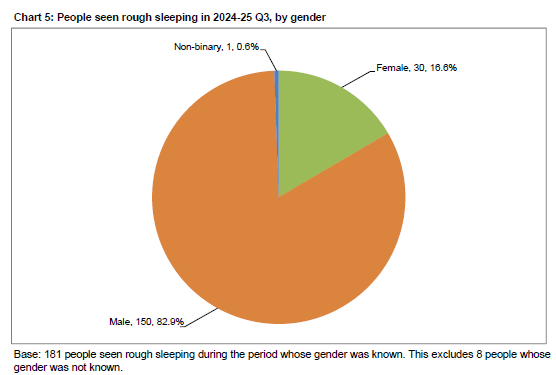 Chart 5: People seen rough sleeping in 2024-25 Q3, by gender
Non-binary, 1, 0.6%
Female, 30, 16.6%
Male, 150, 82.9%
Base: 181 people seen rough sleeping during the period whose gender was known. This excludes 8 people whose
gender was not known.